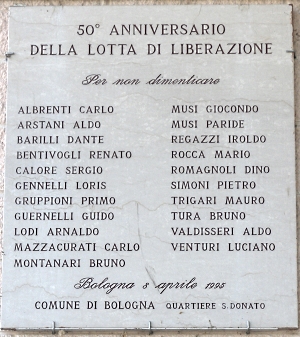 50° ANNIVERSARIO
DELLA LOTTA DI LIBERAZIONE
Per non dimenticare
ALBRENTI CARLO
ARSTANI ALDO
BARILLI DANTE
BENTIVOGLI RENATO
CALORE SERGIO
GENNELLI LORIS
GRUPPIONI PRIMO
GUERNELLI GUIDO
LODI ARNALDO
MAZZACURATI CARLO
MONTANARI BRUNO
MUSI GIOCONDO
MUSI PARIDE
REGAZZI IROLDO
ROCCA MARIO
ROMAGNOLI DINO
SIMONI PIETRO
TRIGARI MAURO
TURA BRUNO
VALDISSERI ALDO
VENTURI LUCIANO
Bologna 8 aprile 1995
COMUNE DI BOLOGNA QUARTIERE S. DONATO